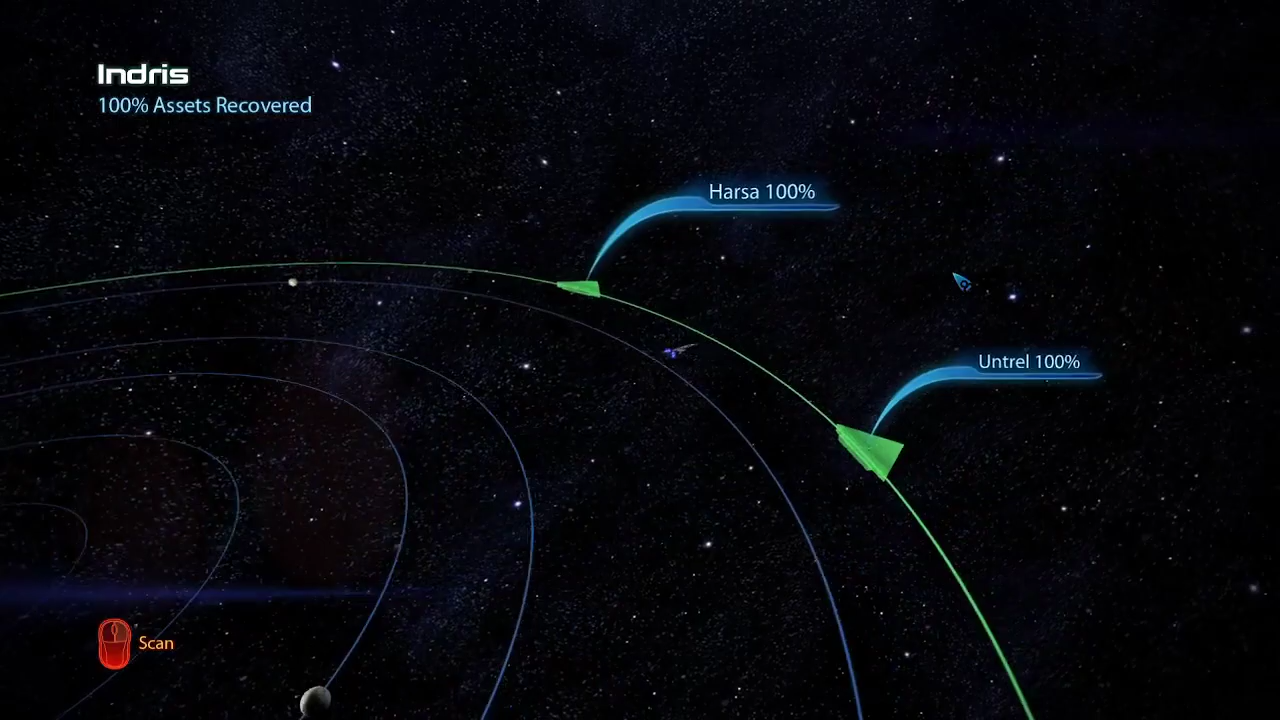 Indris
100% Assets Recovered
Harsa 100%
Untrel 100%
Scan